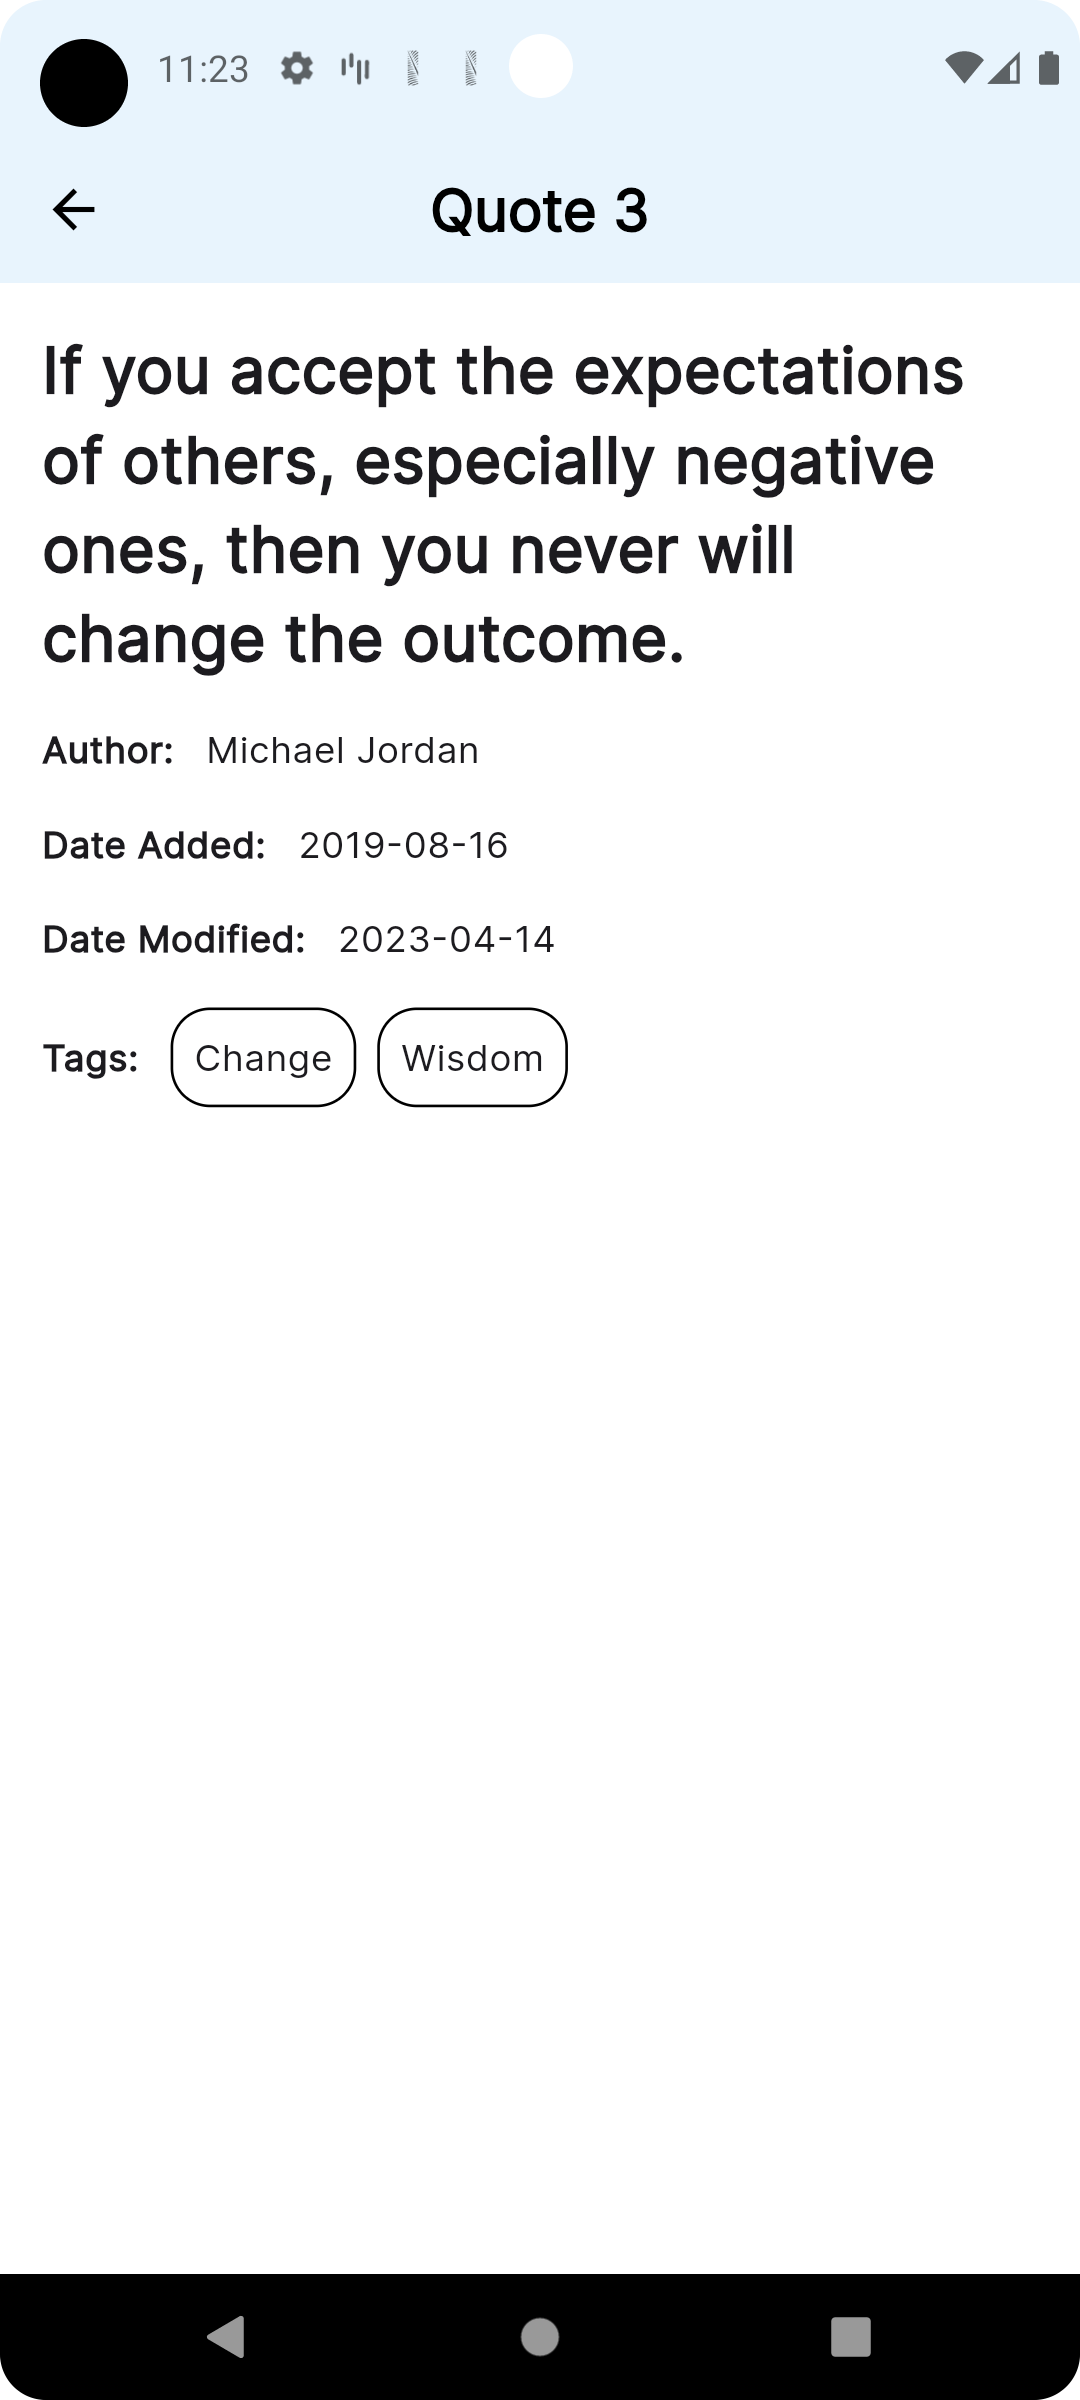 11:23
Quote 3
If you accept the expectations
of others, especially negative
ones, then you never will
change the outcome.
Author: Michael Jordan
Date Added: 2019-08-16
Date Modified: 2023-04-14
Tags: Change Wisdom